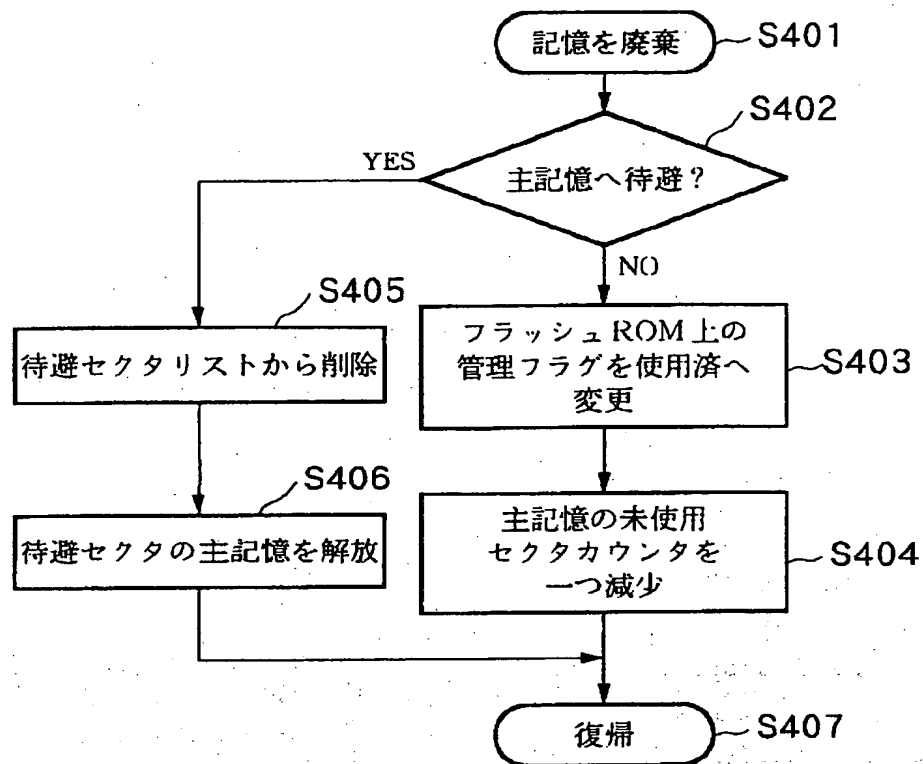 記憶を廃棄
S401
S402
主記憶へ待避？
YES
NO
S405
待避セクタリストから削除
フラッシュROM上の
管理フラグを使用済へ
変更
S403
S406
待避セクタの主記憶を解放
主記憶の未使用
セクタカウンタを
一つ減少
S404
復帰
S407